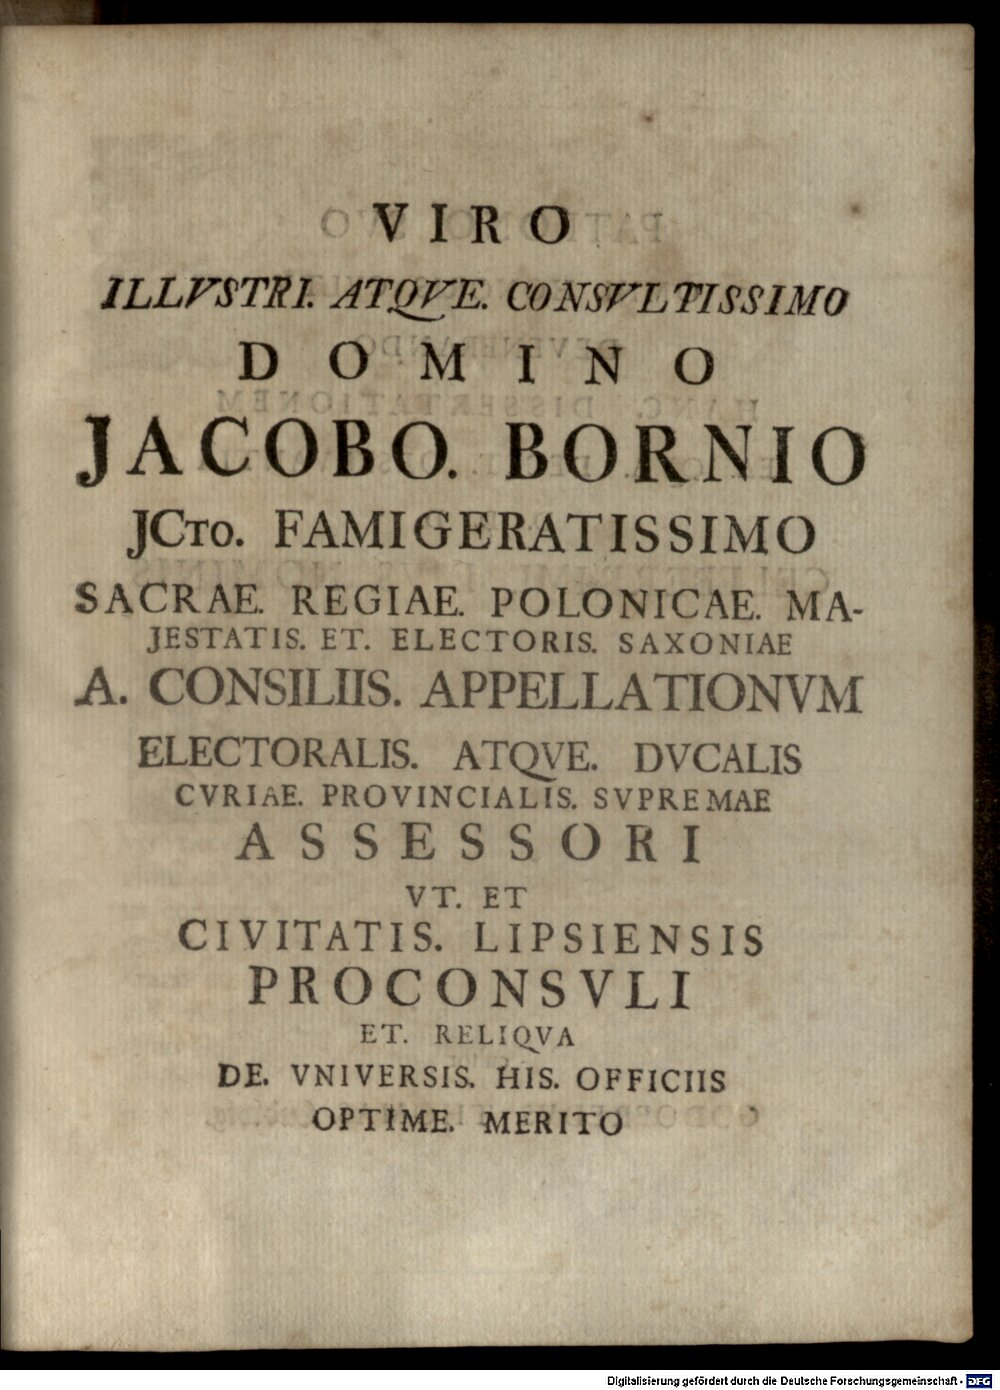 VIRO
ILLVSTRI. ATQVE. CONSVLTISSIMO
DOMINO
JACOBO. BORNIO
JCTO. FAMIGERATISSIMO
SACRAE. REGIAE. POLONICAE. MA-
JESTATIS. ET. ELECTORIS. SAXONIAE
A. CONSILIIS. APPELLATIONVM
ELECTORALIS. ATQVE. DVCALIS
CVRIAE. PROVINCIALIS. SVPREMAE
ASSESSORI
VT. ET
CIVITATIS. LIPSIENSIS
PROCONSVLI
ET. RELIQVA
DE. VNIVERSIS. HIS. OFFICIIS
OPTIME. MERITO
Digitalisierung gefördert durch die Deutsche Forschungsgemeinschaft - DFG